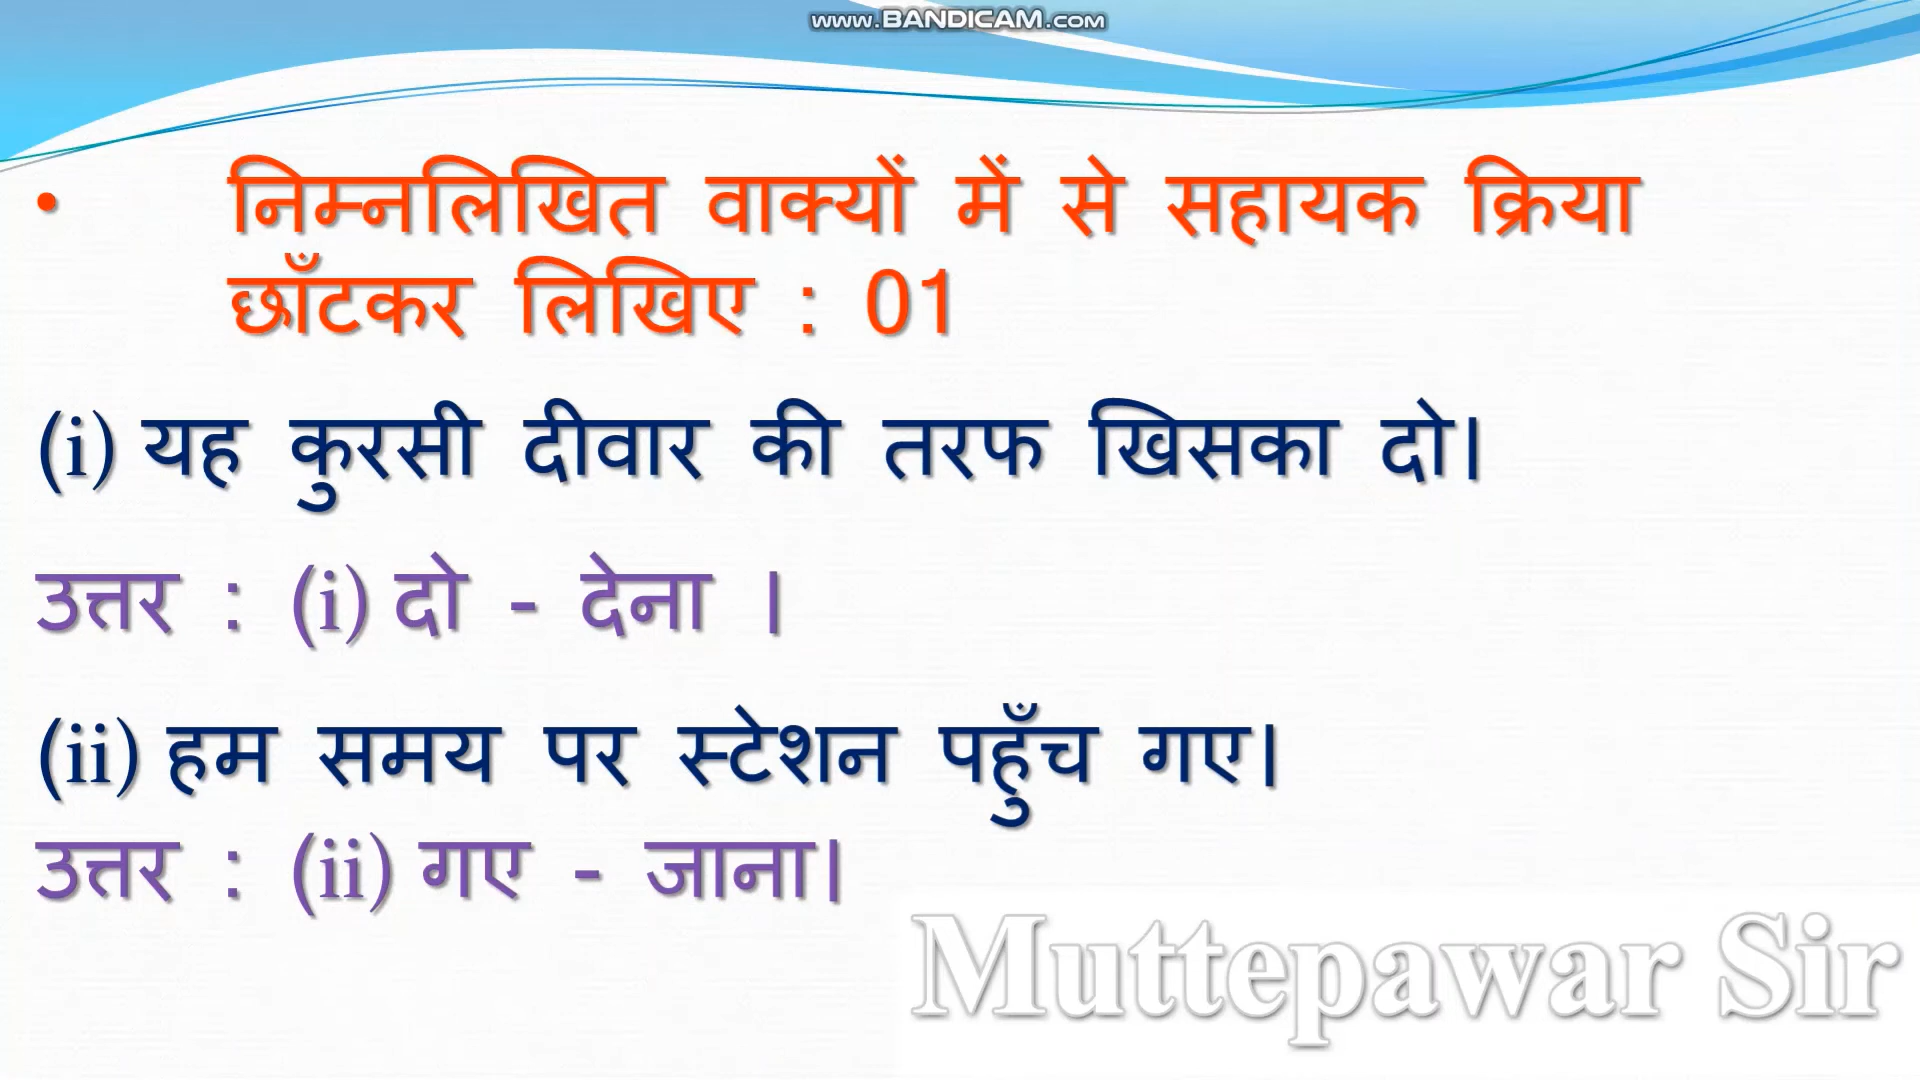 www.BANDICAM.com
• निम्नलिखित वाक्यों में से सहायक क्रिया
छाँटकर लिखिए : 01
(i) यह कुरसी दीवार की तरफ खिसका दो।
उत्तर : (i) दो - देना ।
(ii) हम समय पर स्टेशन पहुँच गए।
उत्तर : (ii) गए - जाना।
Muttepawar Sir